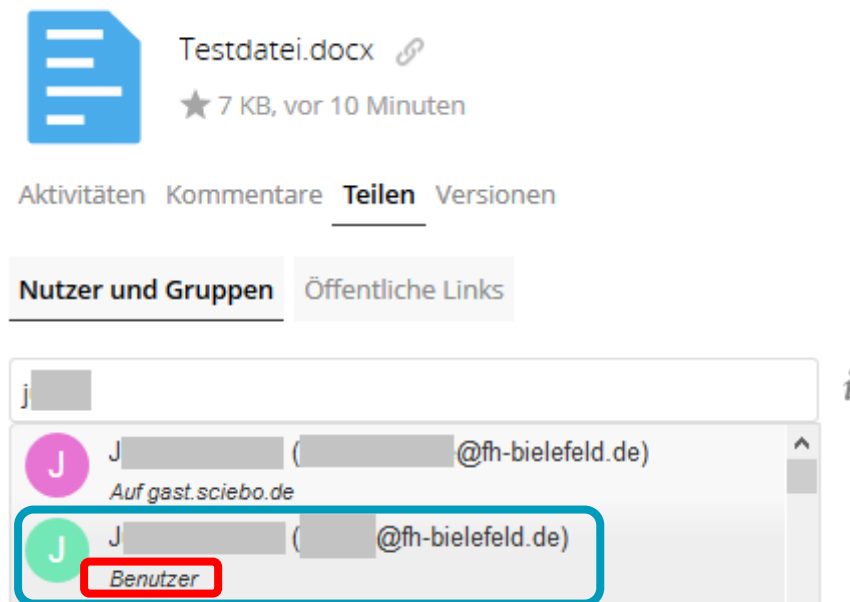 Testdatei.docx
7 KB, vor 10 Minuten
Aktivitäten Kommentare Teilen Versionen
Nutzer und Gruppen Öffentliche Links
j
i
J
J ( @fh-bielefeld.de)
Auf gast.sciebo.de
J
J ( @fh-bielefeld.de)
Benutzer